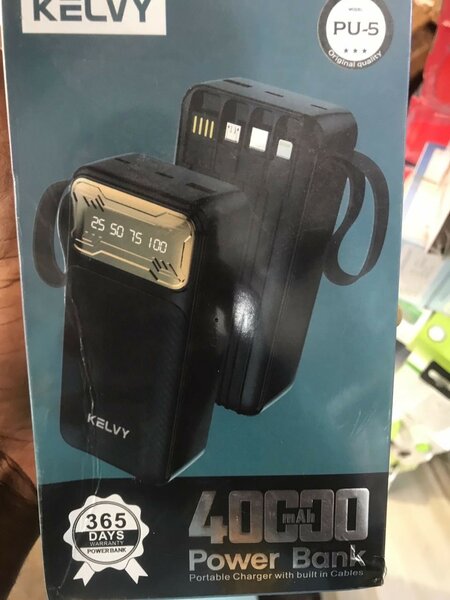 KELVY
MODEL
PU-5
Original quality
25 50 75 100
KELVY
365
DAYS
WARRANTY
POWER BANK
40000
mAh
Power Bank
Portable Charger with built in Cables